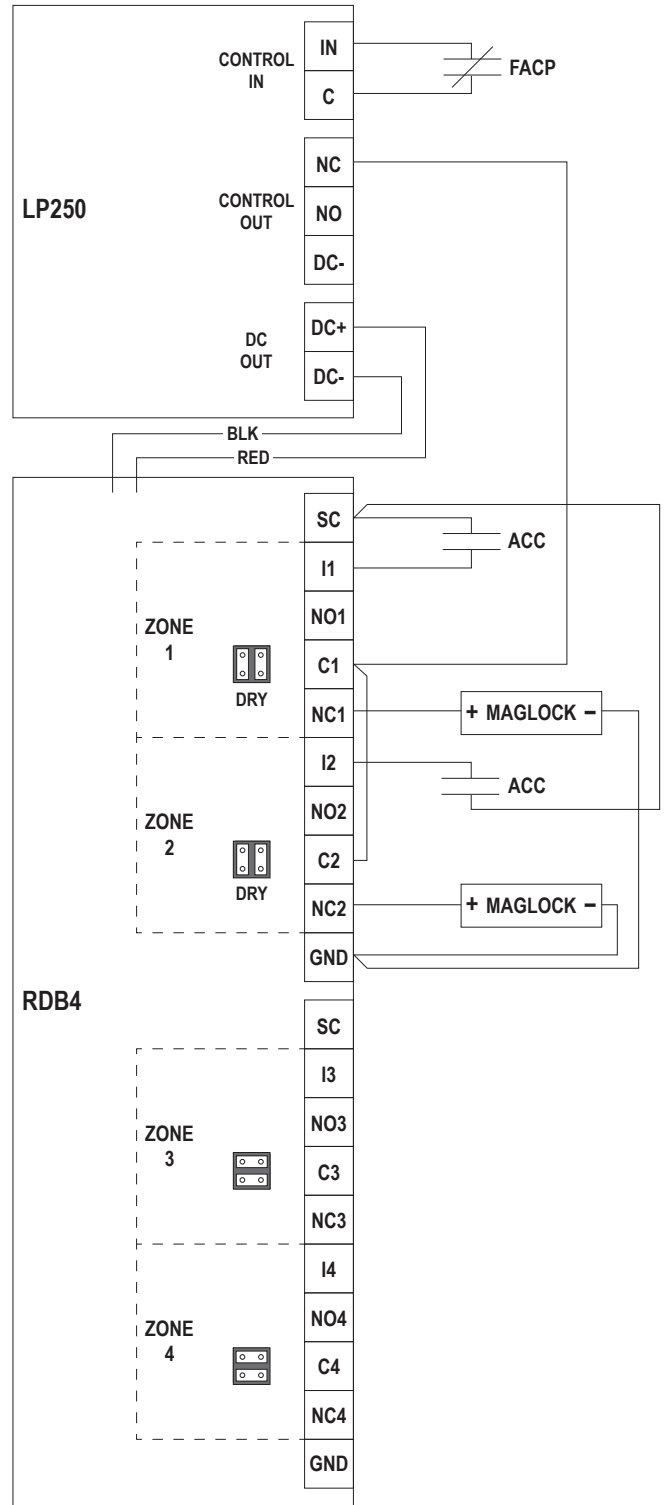 CONTROL
IN
IN
C
FACP
LP250
CONTROL
OUT
NC
NO
DC-
DC
OUT
DC+
DC-
BLK
RED
SC
I1
ACC
ZONE
1
NO1
C1
DRY
NC1
+ MAGLOCK -
I2
ACC
ZONE
2
NO2
C2
DRY
NC2
+ MAGLOCK -
GND
RDB4
SC
I3
ZONE
3
NO3
C3
NC3
I4
ZONE
4
NO4
C4
NC4
GND